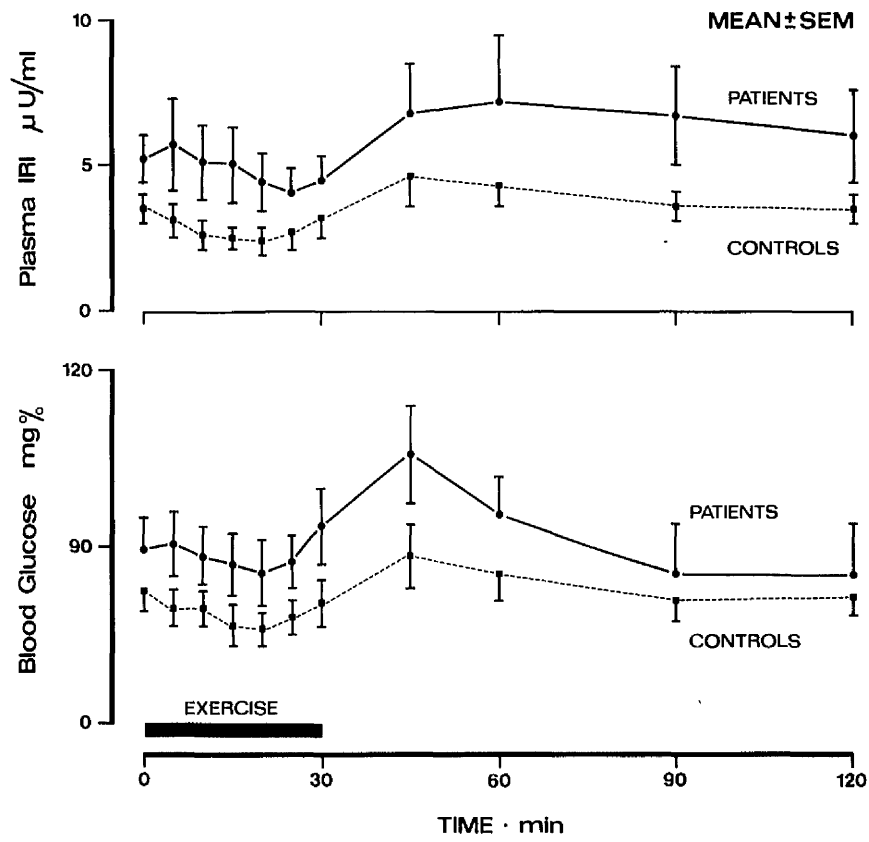 MEAN±SEM
10
5
0
Plasma IRI μU/ml
PATIENTS
CONTROLS
120
90
0
Blood Glucose mg%
PATIENTS
CONTROLS
EXERCISE
0 30 60 90 120
TIME · min